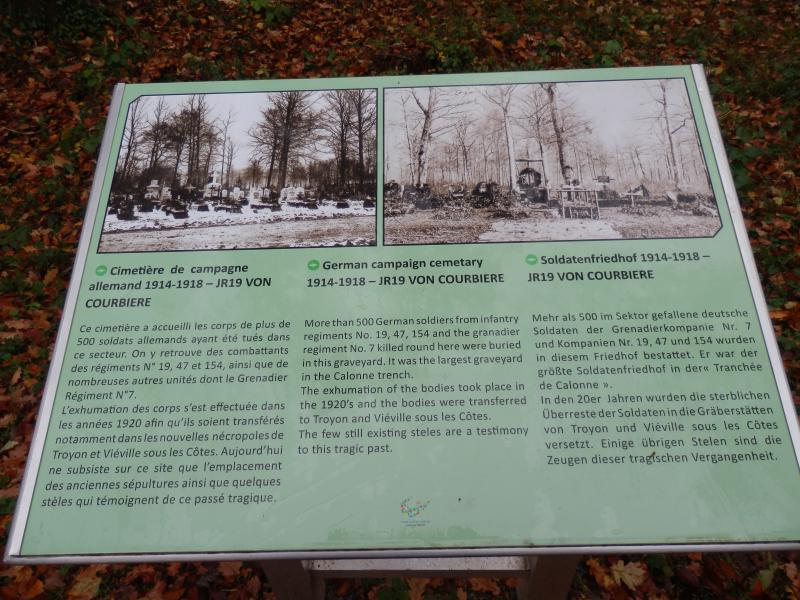 Cimetière de campagne
allemand 1914-1918 – JR19 VON
COURBIERE
Ce cimetière a accueilli les corps de plus de
500 soldats allemands ayant été tués dans
ce secteur. On y retrouve des combattants
des régiments N° 19, 47 et 154, ainsi que de
nombreuses autres unités dont le Grenadier
Régiment N°7.
L'exhumation des corps s'est effectuée dans
les années 1920 afin qu'ils soient transférés
notamment dans les nouvelles nécropoles de
Troyon et Viéville sous les Côtes. Aujourd'hui
ne subsiste sur ce site que l'emplacement
des anciennes sépultures ainsi que quelques
stèles qui témoignent de ce passé tragique.
German campaign cemetary
1914-1918 – JR19 VON COURBIERE
More than 500 German soldiers from infantry
regiments No. 19, 47, 154 and the granadier
regiment No. 7 killed round here were buried
in this graveyard. It was the largest graveyard
in the Calonne trench.
The exhumation of the bodies took place in
the 1920's and the bodies were transferred
to Troyon and Viéville sous les Côtes.
The few still existing steles are a testimony
to this tragic past.
Soldatenfriedhof 1914-1918 –
JR19 VON COURBIERE
Mehr als 500 im Sektor gefallene deutsche
Soldaten der Grenadierkompanie Nr. 7
und Kompanien Nr. 19, 47 und 154 wurden
in diesem Friedhof bestattet. Er war der
größte Soldatenfriedhof in der« Tranchée
de Calonne ».
In den 20er Jahren wurden die sterblichen
Überreste der Soldaten in die Gräberstätten
von Troyon und Viéville sous les Côtes
versetzt. Einige übrigen Stelen sind die
Zeugen dieser tragischen Vergangenheit.